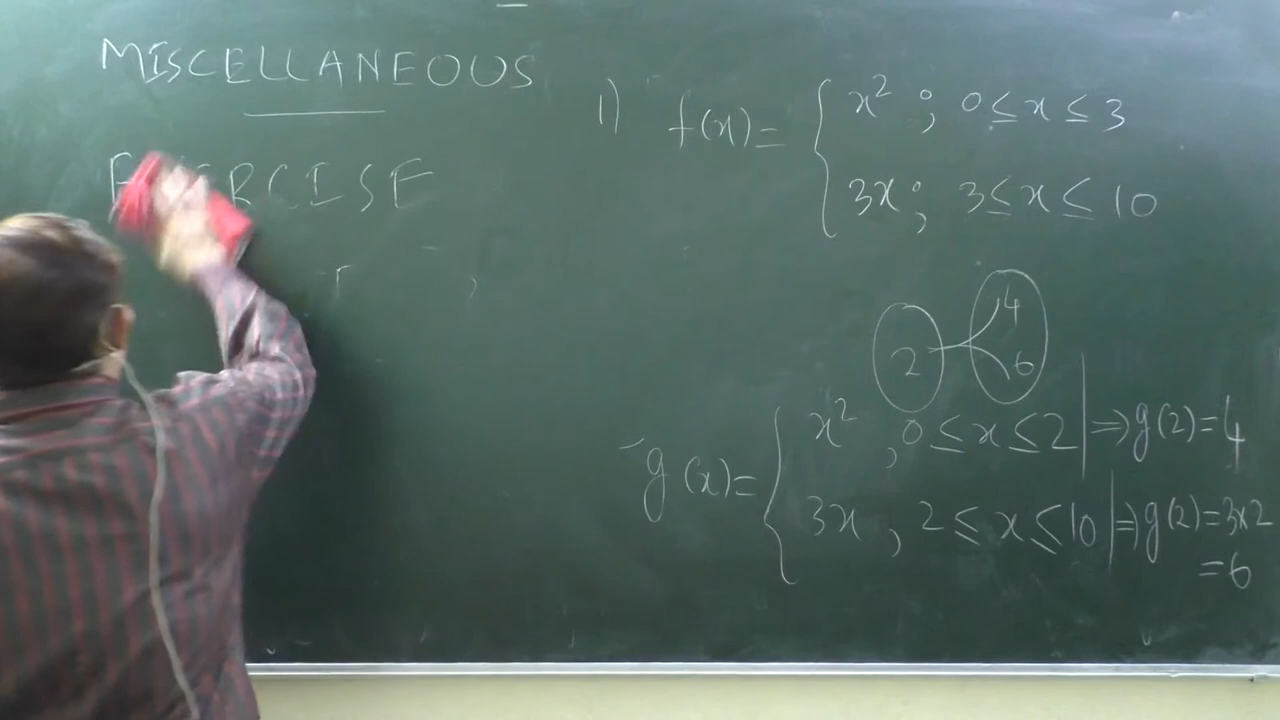 MISCELLANEOUS
1) f(x) = { x² ; 0 ≤ x ≤ 3
3x ; 3 ≤ x ≤ 10
2 4
6
g(x) = { x² , 0 ≤ x ≤ 2 | ⇒ g(2) = 4
3x , 2 ≤ x ≤ 10 | ⇒ g(2) = 3x2
= 6